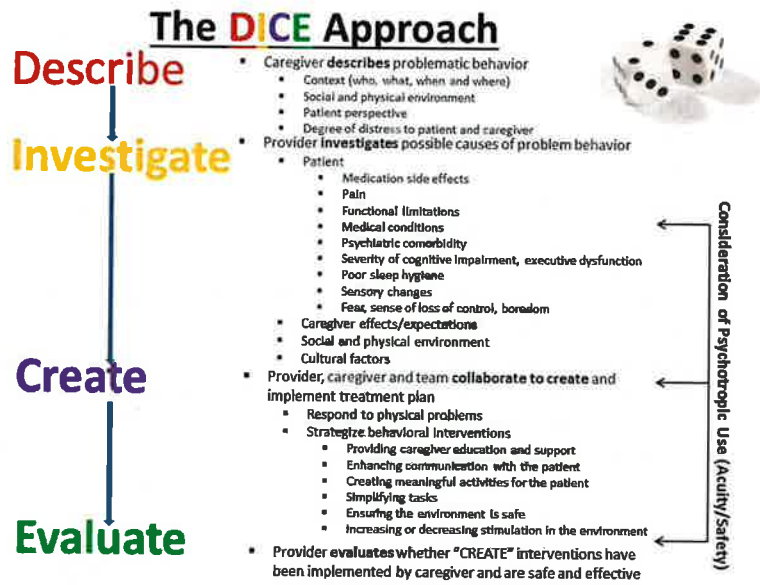 The DICE Approach
Describe
Caregiver describes problematic behavior
Context (who, what, when and where)
Social and physical environment
Patient perspective
Degree of distress to patient and caregiver
Investigate
Provider investigates possible causes of problem behavior
Patient
Medication side effects
Pain
Functional limitations
Medical conditions
Psychiatric comorbidity
Severity of cognitive impairment, executive dysfunction
Poor sleep hygiene
Sensory changes
Fear, sense of loss of control, boredom
Caregiver effects/expectations
Social and physical environment
Cultural factors
Create
Provider, caregiver and team collaborate to create and
implement treatment plan
Respond to physical problems
Strategize behavioral interventions
Providing caregiver education and support
Enhancing communication with the patient
Creating meaningful activities for the patient
Simplifying tasks
Ensuring the environment is safe
Increasing or decreasing stimulation in the environment
Evaluate
Provider evaluates whether "CREATE" interventions have
been implemented by caregiver and are safe and effective
Consideration of Psychotropic Use (Acuity/Safety)